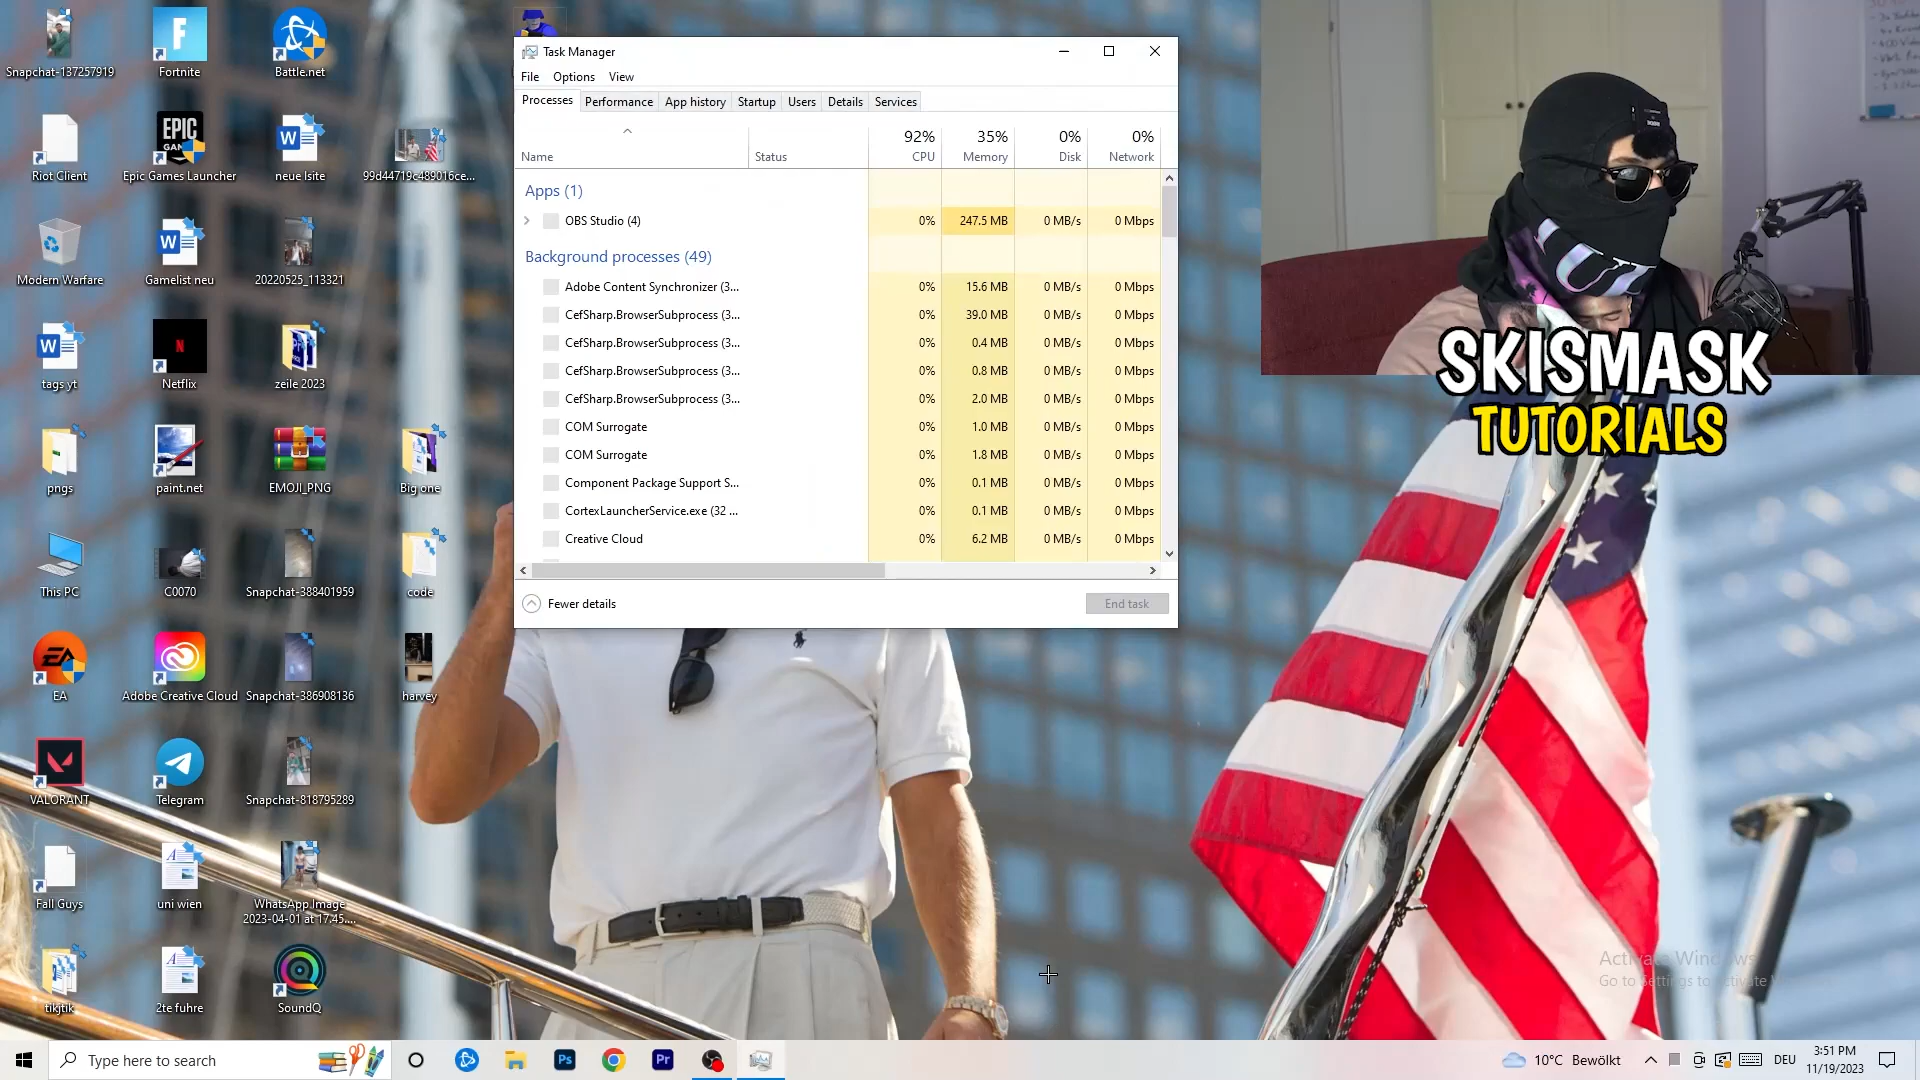 Snapchat-137257919
Fortnite
Battle.net
Riot Client
EPIC
Epic Games Launcher
neue lsite
99d44719c489016ce...
Modern Warfare
Gamelist neu
20220525_113321
tags yt
Netflix
zeile 2023
pngs
paint.net
EMOJI_PNG
Big one
This PC
C0070
Snapchat-388401959
code
EA
Adobe Creative Cloud
Snapchat-386908136
harvey
VALORANT
Telegram
Snapchat-818795289
Fall Guys
uni wien
WhatsApp Image
2023-04-01 at 17.45....
tikjtik
2te fuhre
SoundQ
Task Manager
File Options View
Processes Performance App history Startup Users Details Services
92% 35% 0% 0%
Name Status CPU Memory Disk Network
Apps (1)
OBS Studio (4) 0% 247.5 MB 0 MB/s 0 Mbps
Background processes (49)
Adobe Content Synchronizer (3... 0% 15.6 MB 0 MB/s 0 Mbps
CefSharp.BrowserSubprocess (3... 0% 39.0 MB 0 MB/s 0 Mbps
CefSharp.BrowserSubprocess (3... 0% 0.4 MB 0 MB/s 0 Mbps
CefSharp.BrowserSubprocess (3... 0% 0.8 MB 0 MB/s 0 Mbps
CefSharp.BrowserSubprocess (3... 0% 2.0 MB 0 MB/s 0 Mbps
COM Surrogate 0% 1.0 MB 0 MB/s 0 Mbps
COM Surrogate 0% 1.8 MB 0 MB/s 0 Mbps
Component Package Support S... 0% 0.1 MB 0 MB/s 0 Mbps
CortexLauncherService.exe (32 ... 0% 0.1 MB 0 MB/s 0 Mbps
Creative Cloud 0% 6.2 MB 0 MB/s 0 Mbps
Fewer details
End task
SKISMASK
TUTORIALS
Activate Windows
Go to Settings to activate
Type here to search
Ps
Pr
10°C Bewölkt
DEU
3:51 PM
11/19/2023